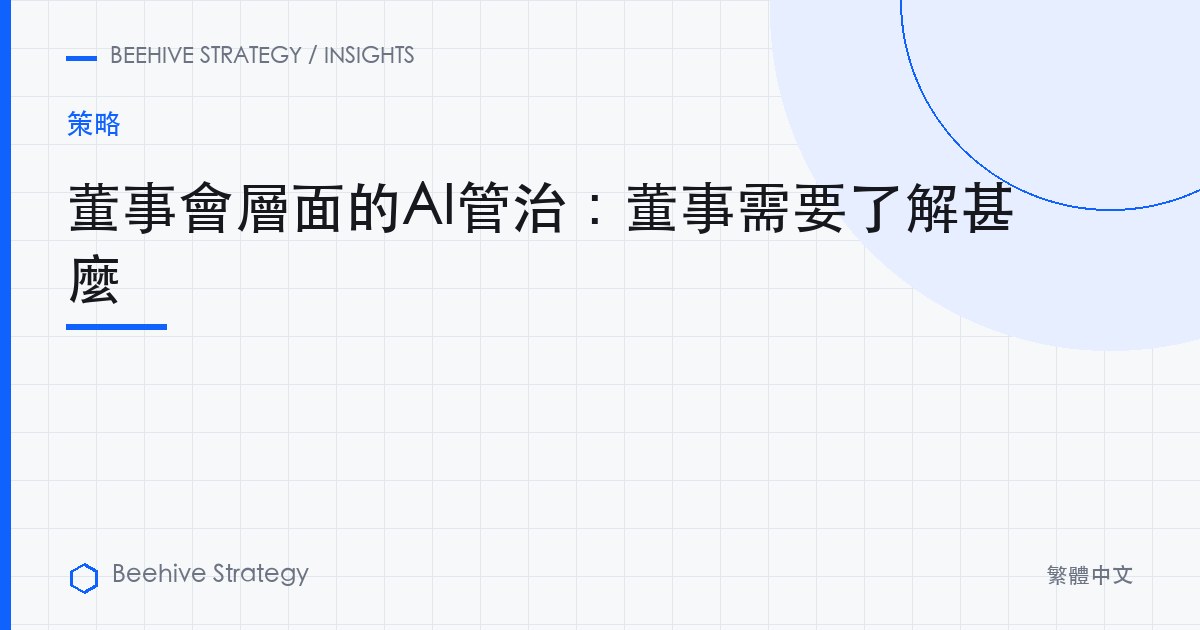 BEEHIVE STRATEGY / INSIGHTS
策略
董事會層面的AI管治：董事需要了解甚
麼
Beehive Strategy
繁體中文